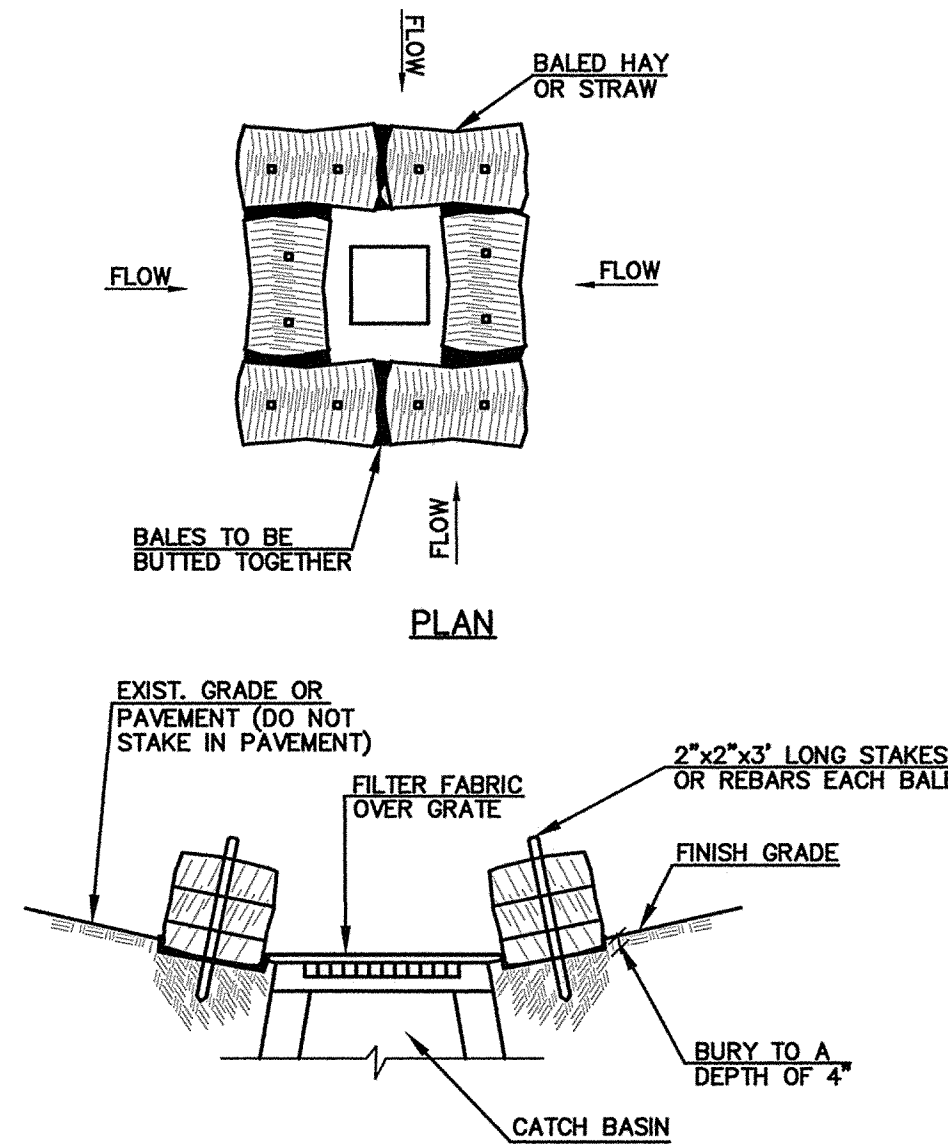 FLOW
BALED HAY
OR STRAW
FLOW
FLOW
FLOW
BALES TO BE
BUTTED TOGETHER
PLAN
EXIST. GRADE OR
PAVEMENT (DO NOT
STAKE IN PAVEMENT)
2"x2"x3' LONG STAKES
OR REBARS EACH BAL
FILTER FABRIC
OVER GRATE
FINISH GRADE
BURY TO A
DEPTH OF 4"
CATCH BASIN